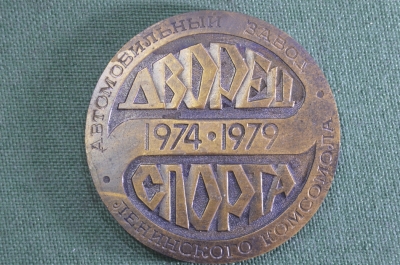 АВТОМОБИЛЬНЫЙ ЗАВОД
ДВОРЕЦ
1974·1979
СПОРТА
ЛЕНИНСКОГО КОМСОМОЛА